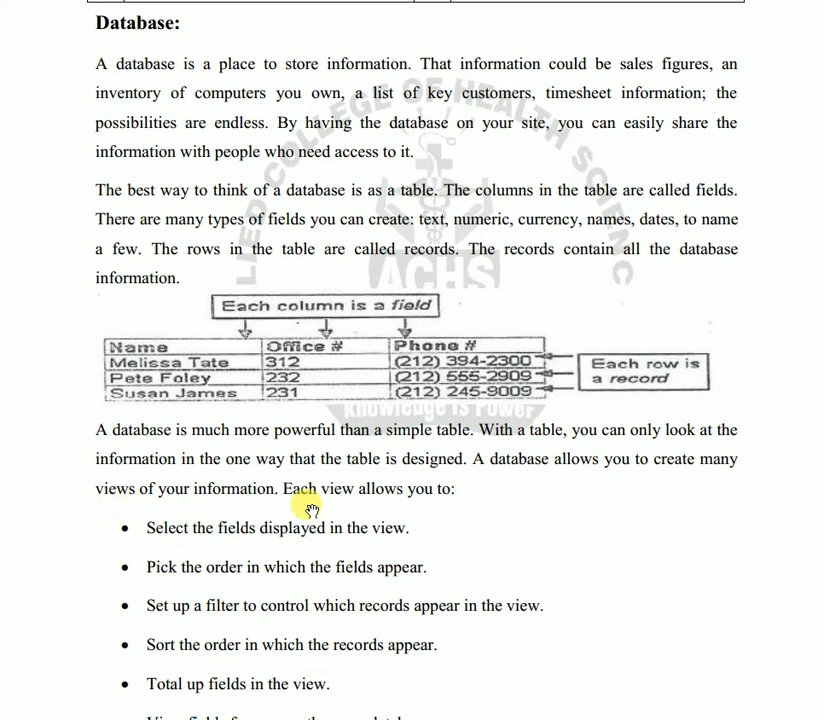 Database:
A database is a place to store information. That information could be sales figures, an
inventory of computers you own, a list of key customers, timesheet information; the
possibilities are endless. By having the database on your site, you can easily share the
information with people who need access to it.
The best way to think of a database is as a table. The columns in the table are called fields.
There are many types of fields you can create: text, numeric, currency, names, dates, to name
a few. The rows in the table are called records. The records contain all the database
information.
Each column is a field
Name Office # Phone #
Melissa Tate 312 (212) 394-2300
Pete Foley 232 (212) 555-2909
Susan James 231 (212) 245-9009
Each row is
a record
A database is much more powerful than a simple table. With a table, you can only look at the
information in the one way that the table is designed. A database allows you to create many
views of your information. Each view allows you to:
• Select the fields displayed in the view.
• Pick the order in which the fields appear.
• Set up a filter to control which records appear in the view.
• Sort the order in which the records appear.
• Total up fields in the view.
LIED COLLEGE OF HEALTH SCIENC
ACHS
Knowledge is Power